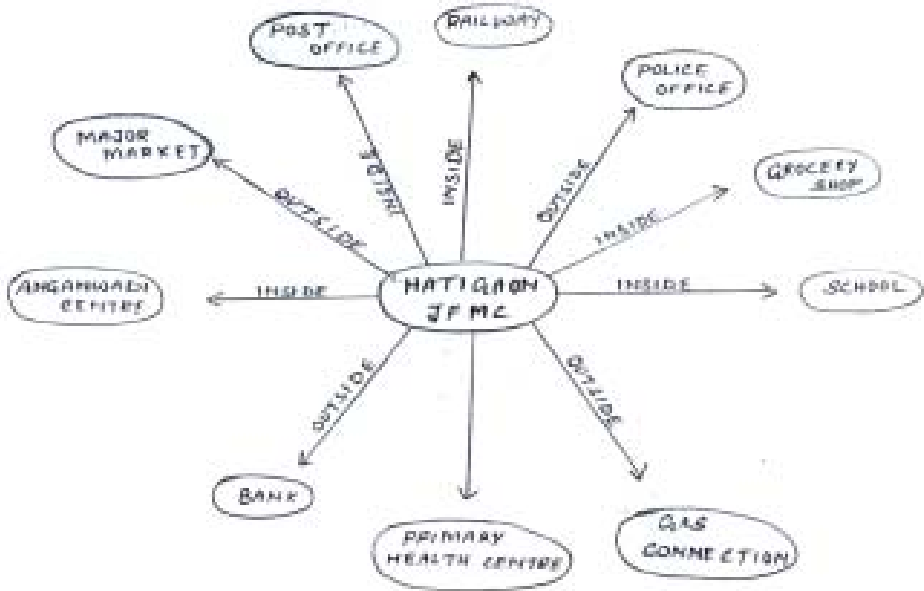 POST
OFFICE
RAILWAY
POLICE
OFFICE
MAJOR
MARKET
GROCERY
SHOP
INSIDE
INSIDE
OUTSIDE
OUTSIDE
INSIDE
ANGANWADI
CENTRE
INSIDE
HATIGAON
JFMC
INSIDE
SCHOOL
OUTSIDE
OUTSIDE
BANK
PRIMARY
HEALTH CENTRE
GAS
CONNECTION